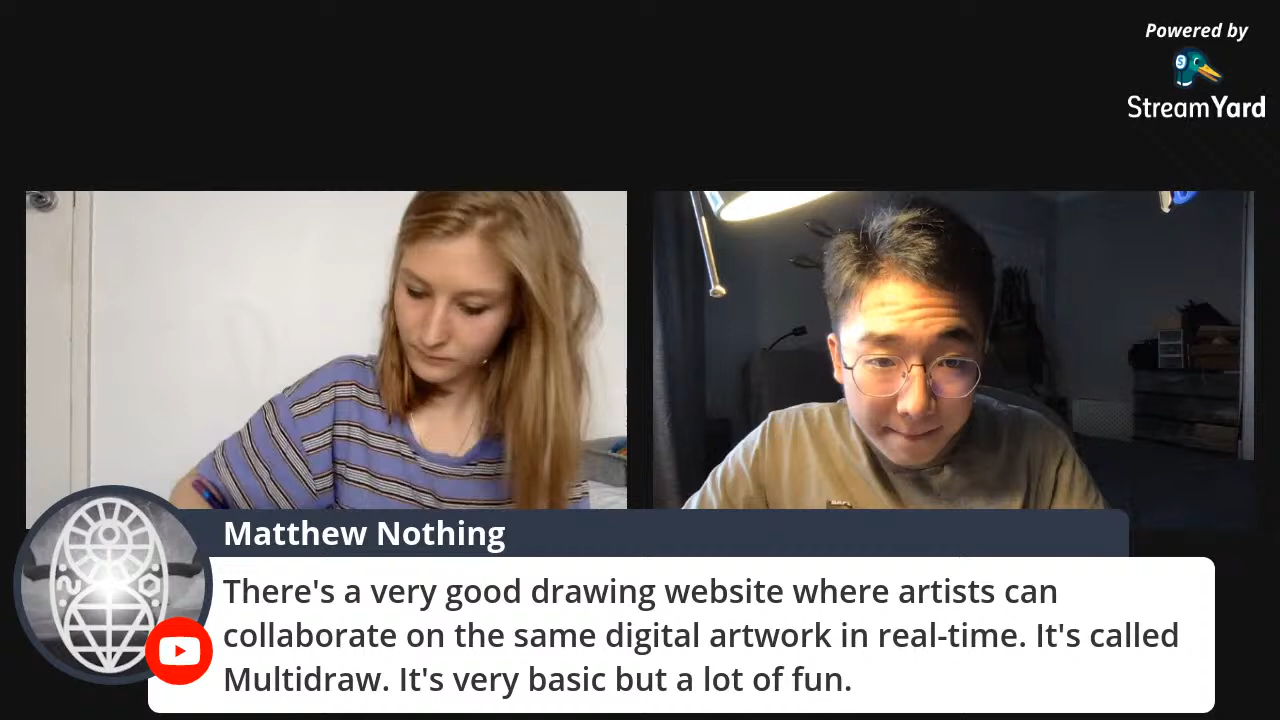 Powered by
StreamYard
Matthew Nothing
There's a very good drawing website where artists can
collaborate on the same digital artwork in real-time. It's called
Multidraw. It's very basic but a lot of fun.